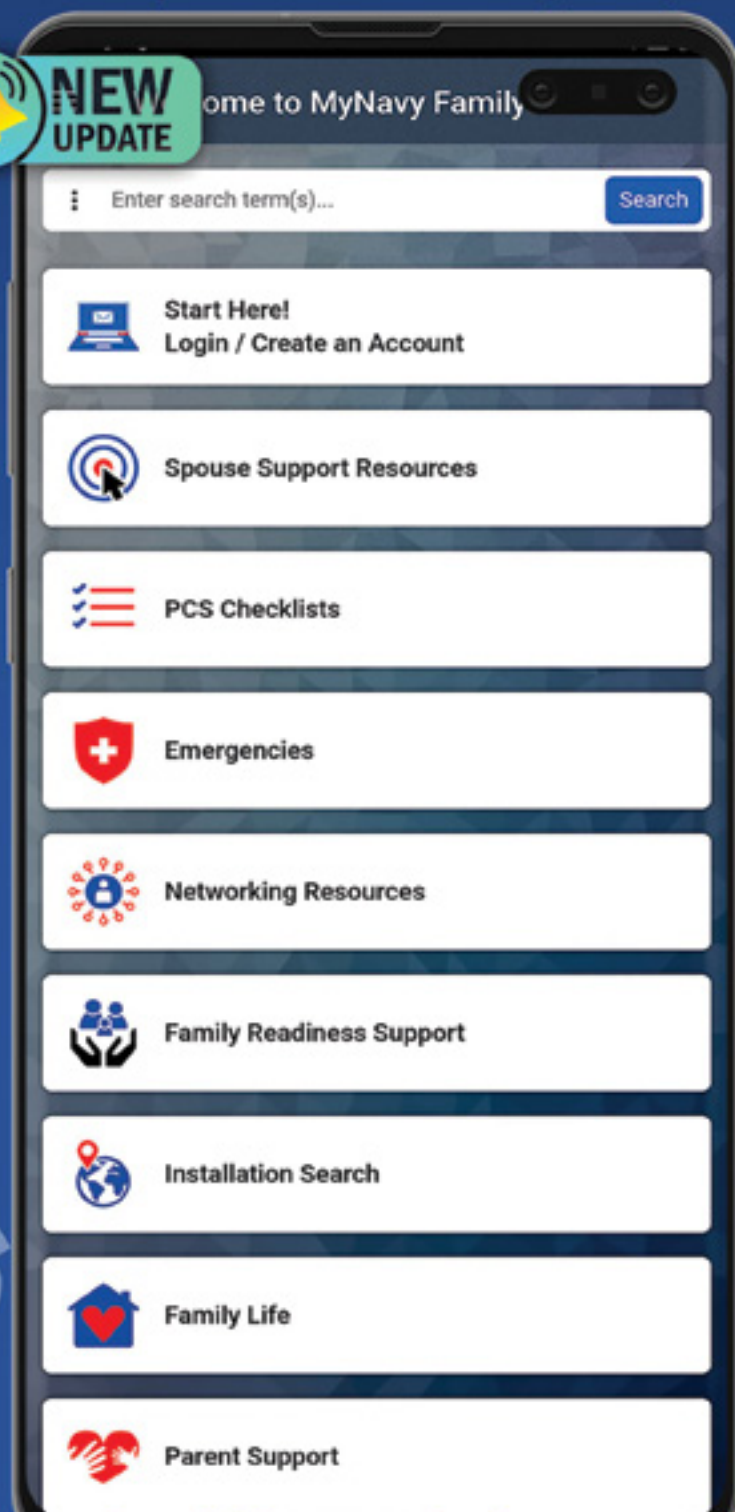 NEW
UPDATE
ome to MyNavy Family
Enter search term(s)...
Search
Start Here!
Login / Create an Account
Spouse Support Resources
PCS Checklists
Emergencies
Networking Resources
Family Readiness Support
Installation Search
Family Life
Parent Support